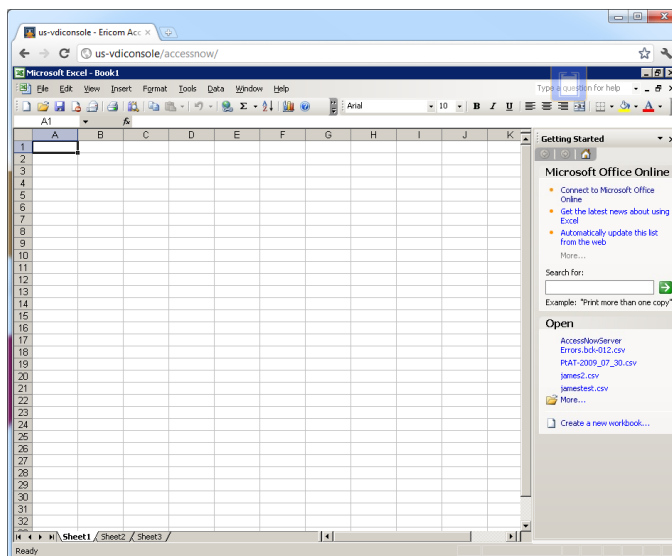 us-vdiconsole - Ericom Acc
us-vdiconsole/accessnow/
Microsoft Excel - Book1
File Edit View Insert Format Tools Data Window Help
Type a question for help
Arial 10 B I U
A1 fx
A B C D E F G H I J K
1
2
3
4
5
6
7
8
9
10
11
12
13
14
15
16
17
18
19
20
21
22
23
24
25
26
27
28
29
30
31
32
Getting Started
Microsoft Office Online
Connect to Microsoft Office
Online
Get the latest news about using
Excel
Automatically update this list
from the web
More...
Search for:
Example: "Print more than one copy"
Open
AccessNowServer
Errors.bck-012.csv
PtAT-2009_07_30.csv
james2.csv
jamestest.csv
More...
Create a new workbook...
Sheet1 Sheet2 Sheet3
Ready